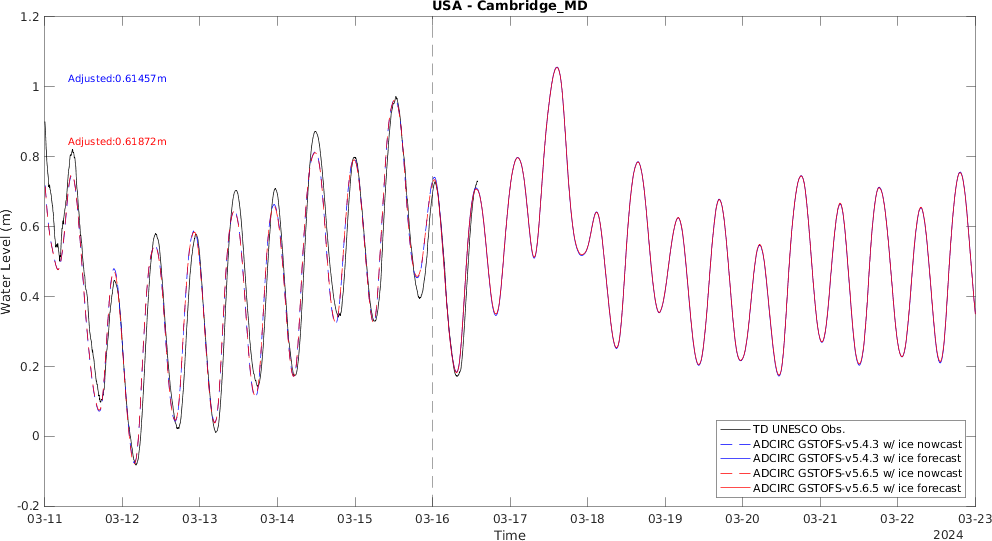 USA - Cambridge_MD
1.2
1
0.8
0.6
0.4
0.2
0
-0.2
Water Level (m)
Adjusted:0.61457m
Adjusted:0.61872m
TD UNESCO Obs.
ADCIRC GSTOFS-v5.4.3 w/ ice nowcast
ADCIRC GSTOFS-v5.4.3 w/ ice forecast
ADCIRC GSTOFS-v5.6.5 w/ ice nowcast
ADCIRC GSTOFS-v5.6.5 w/ ice forecast
03-11 03-12 03-13 03-14 03-15 03-16 03-17 03-18 03-19 03-20 03-21 03-22 03-23
Time
2024